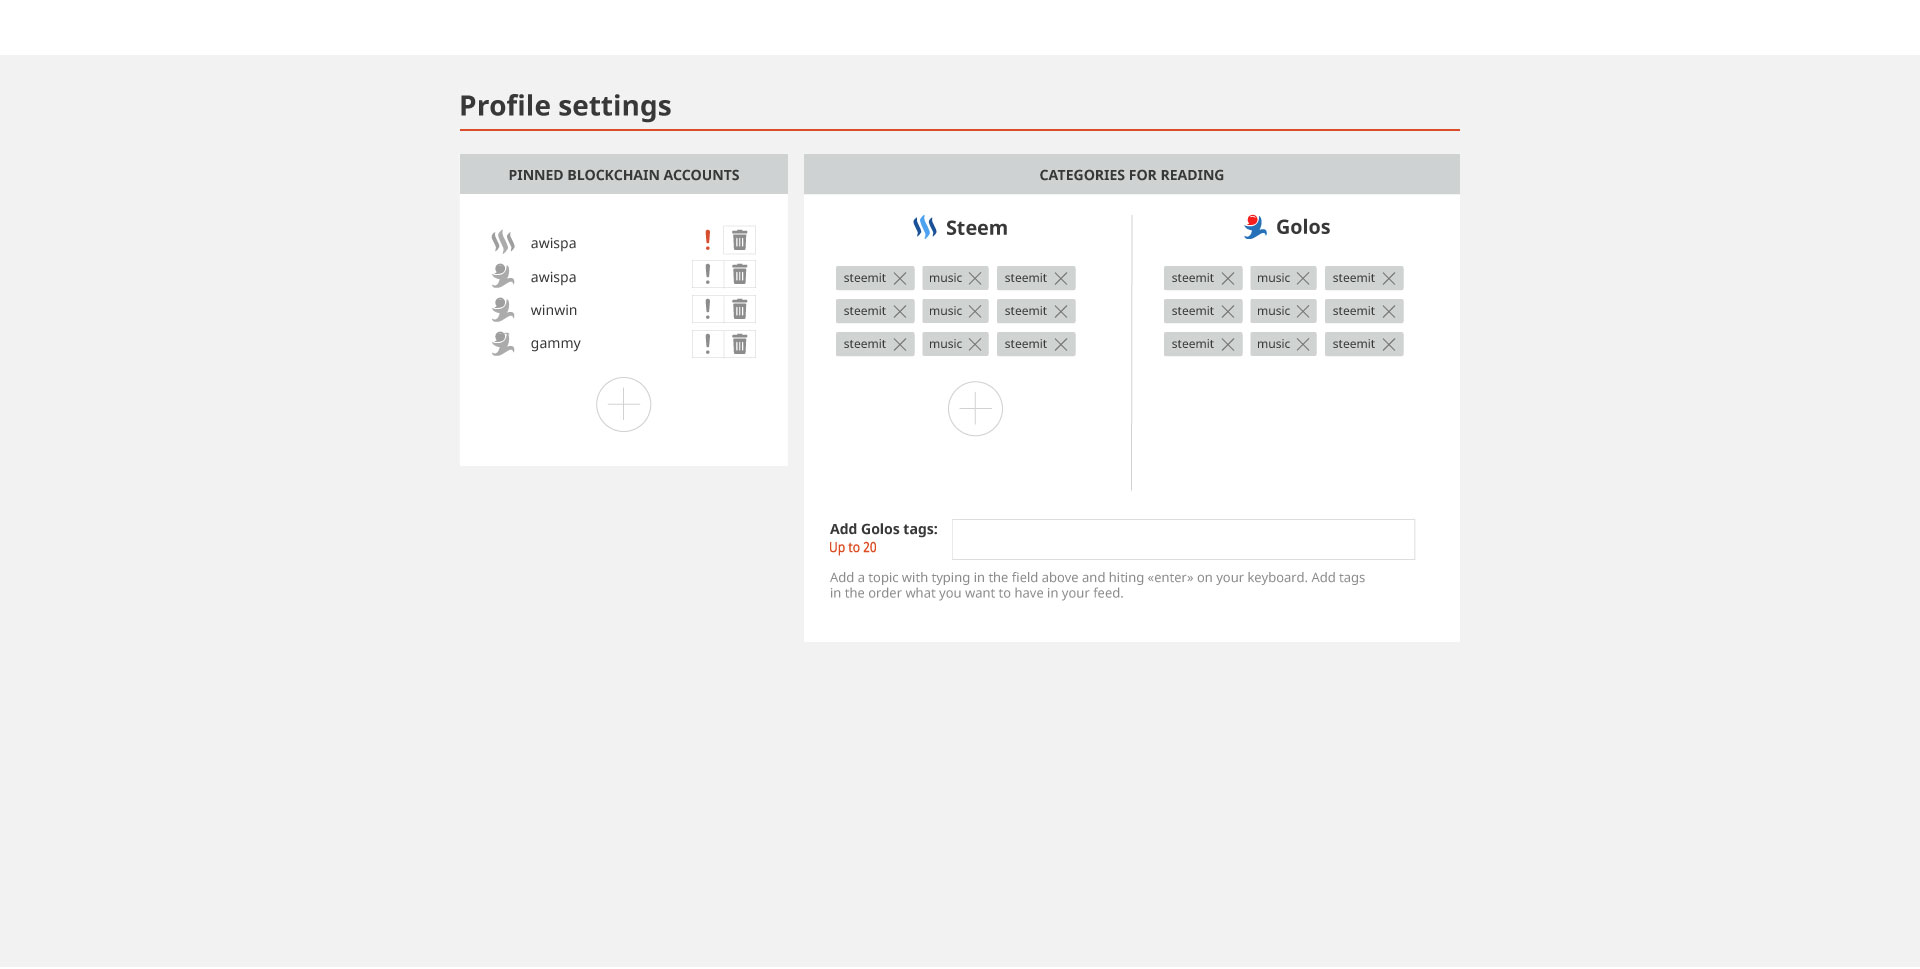 Profile settings
PINNED BLOCKCHAIN ACCOUNTS
awispa
awispa
winwin
gammy
CATEGORIES FOR READING
Steem
steemit music steemit
steemit music steemit
steemit music steemit
Golos
steemit music steemit
steemit music steemit
steemit music steemit
Add Golos tags:
Up to 20
Add a topic with typing in the field above and hiting «enter» on your keyboard. Add tags
in the order what you want to have in your feed.